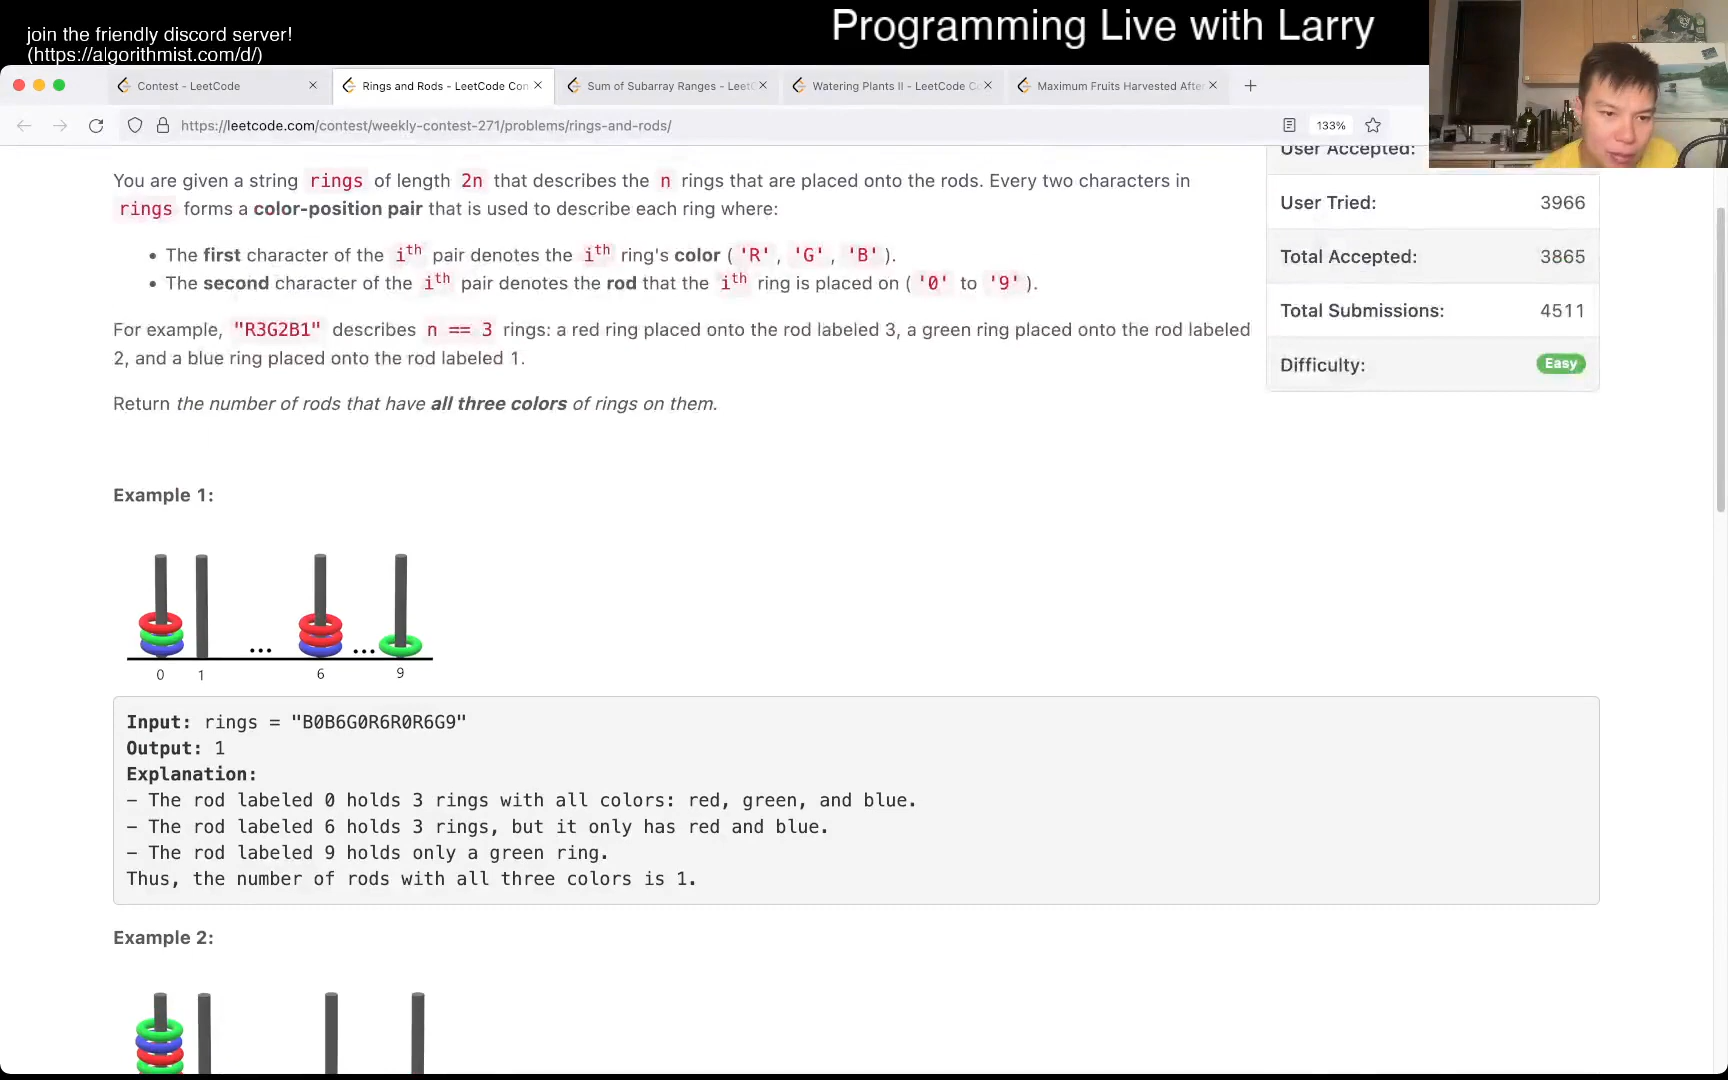 join the friendly discord server!
(https://algorithmist.com/d/)
Programming Live with Larry
Contest - LeetCode
Rings and Rods - LeetCode Con
Sum of Subarray Ranges - LeetC
Watering Plants II - LeetCode C
Maximum Fruits Harvested Afte
https://leetcode.com/contest/weekly-contest-271/problems/rings-and-rods/
133%
You are given a string rings of length 2n that describes the n rings that are placed onto the rods. Every two characters in
rings forms a color-position pair that is used to describe each ring where:
• The first character of the ith pair denotes the ith ring's color ('R', 'G', 'B').
• The second character of the ith pair denotes the rod that the ith ring is placed on ('0' to '9').
For example, "R3G2B1" describes n == 3 rings: a red ring placed onto the rod labeled 3, a green ring placed onto the rod labeled
2, and a blue ring placed onto the rod labeled 1.
Return the number of rods that have all three colors of rings on them.
User Accepted:
User Tried: 3966
Total Accepted: 3865
Total Submissions: 4511
Difficulty: Easy
Example 1:
... ...
0 1 6 9
Input: rings = "B0B6G0R6R0R6G9"
Output: 1
Explanation:
- The rod labeled 0 holds 3 rings with all colors: red, green, and blue.
- The rod labeled 6 holds 3 rings, but it only has red and blue.
- The rod labeled 9 holds only a green ring.
Thus, the number of rods with all three colors is 1.
Example 2: